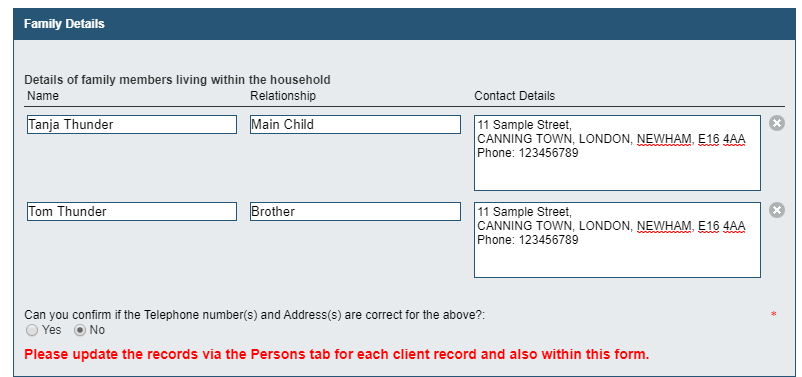 Family Details
Details of family members living within the household
Name Relationship Contact Details
Tanja Thunder Main Child 11 Sample Street,
CANNING TOWN, LONDON, NEWHAM, E16 4AA
Phone: 123456789
Tom Thunder Brother 11 Sample Street,
CANNING TOWN, LONDON, NEWHAM, E16 4AA
Phone: 123456789
Can you confirm if the Telephone number(s) and Address(s) are correct for the above?: *
Yes No
Please update the records via the Persons tab for each client record and also within this form.